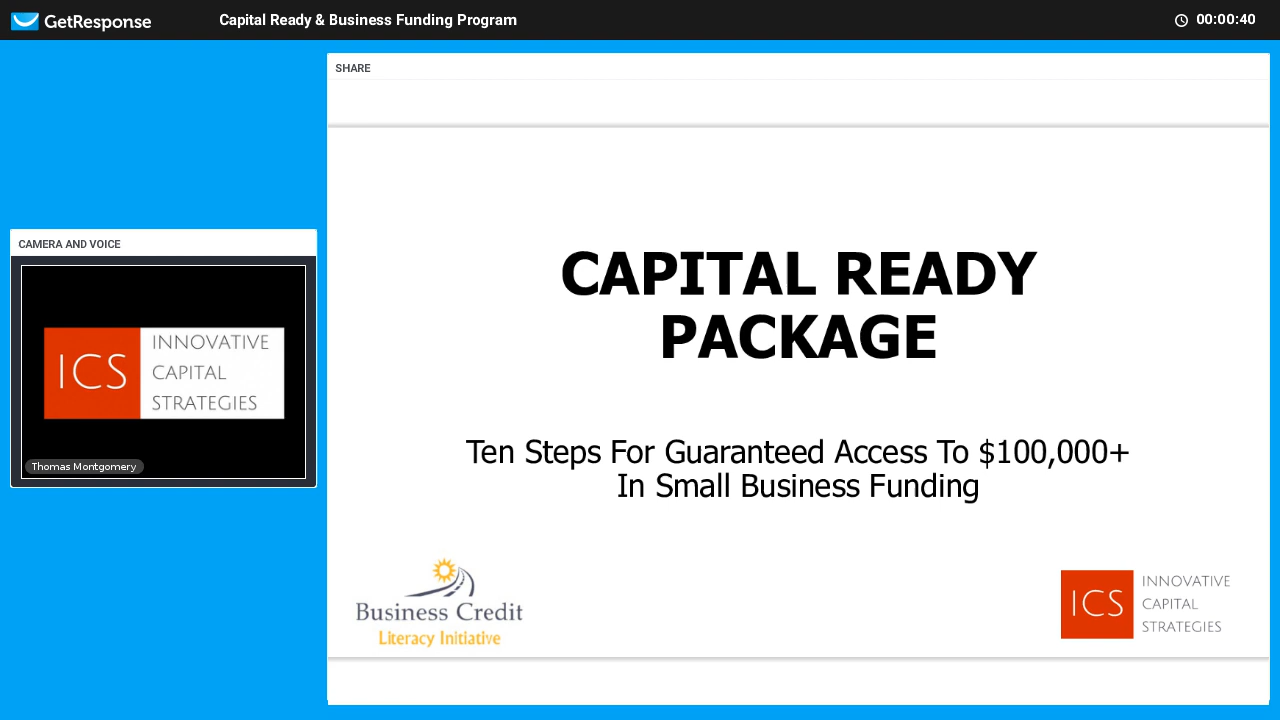 GetResponse
Capital Ready & Business Funding Program
00:00:40
SHARE
CAMERA AND VOICE
ICS
INNOVATIVE
CAPITAL
STRATEGIES
Thomas Montgomery
CAPITAL READY
PACKAGE
Ten Steps For Guaranteed Access To $100,000+
In Small Business Funding
Business Credit
Literacy Initiative
ICS
INNOVATIVE
CAPITAL
STRATEGIES